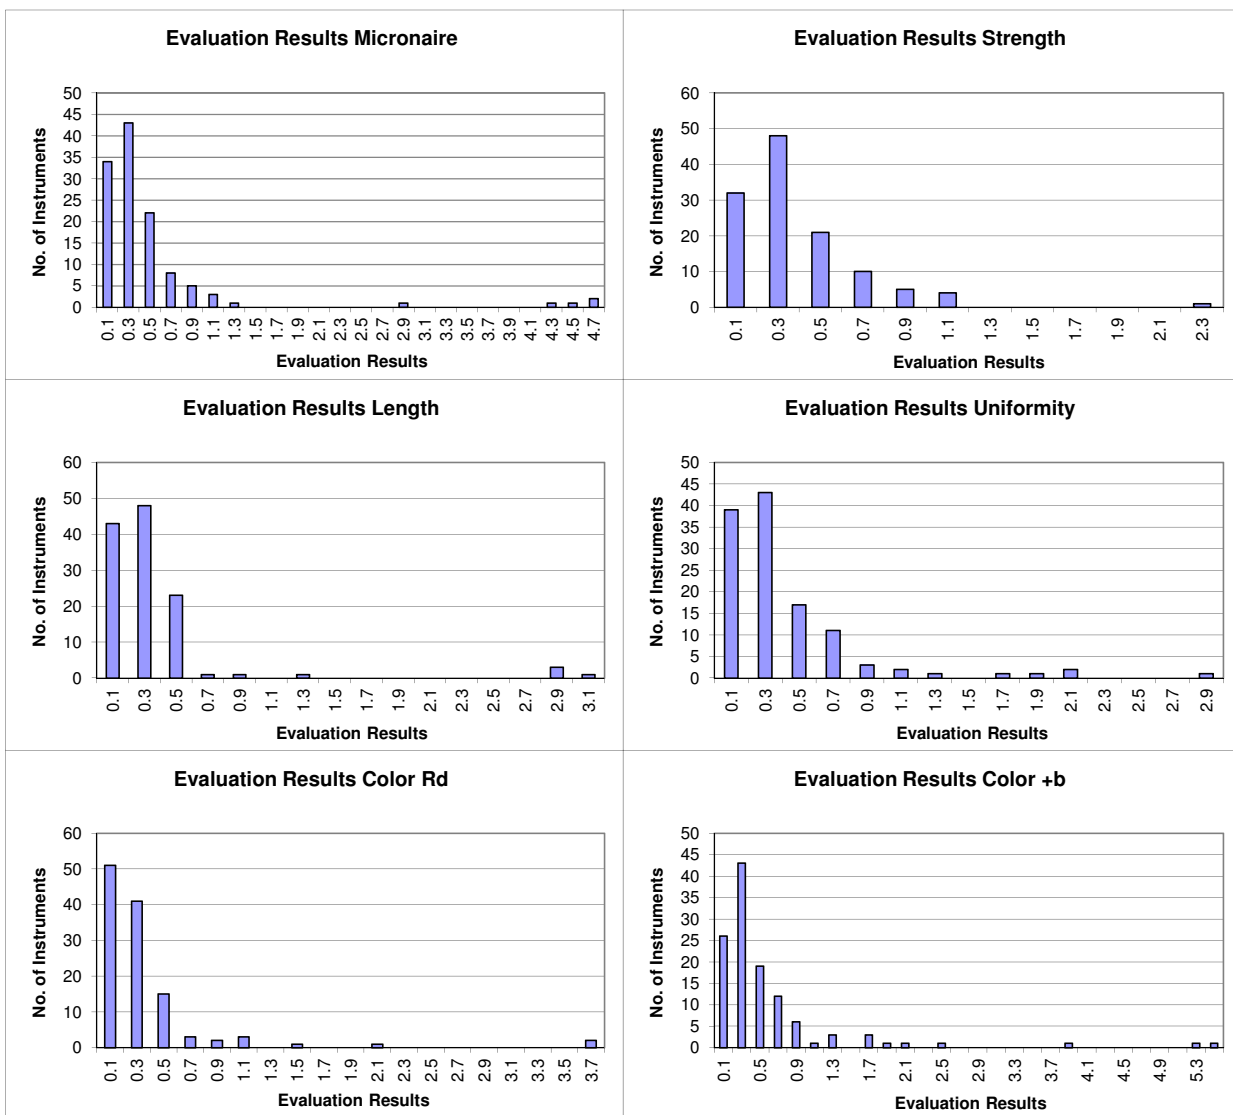 Evaluation Results Micronaire
50
45
40
35
30
25
20
15
10
5
0
No. of Instruments
0.1 0.3 0.5 0.7 0.9 1.1 1.3 1.5 1.7 1.9 2.1 2.3 2.5 2.7 2.9 3.1 3.3 3.5 3.7 3.9 4.1 4.3 4.5 4.7
Evaluation Results
Evaluation Results Strength
60
50
40
30
20
10
0
No. of Instruments
0.1 0.3 0.5 0.7 0.9 1.1 1.3 1.5 1.7 1.9 2.1 2.3
Evaluation Results
Evaluation Results Length
60
50
40
30
20
10
0
No. of Instruments
0.1 0.3 0.5 0.7 0.9 1.1 1.3 1.5 1.7 1.9 2.1 2.3 2.5 2.7 2.9 3.1
Evaluation Results
Evaluation Results Uniformity
50
45
40
35
30
25
20
15
10
5
0
No. of Instruments
0.1 0.3 0.5 0.7 0.9 1.1 1.3 1.5 1.7 1.9 2.1 2.3 2.5 2.7 2.9
Evaluation Results
Evaluation Results Color Rd
60
50
40
30
20
10
0
No. of Instruments
0.1 0.3 0.5 0.7 0.9 1.1 1.3 1.5 1.7 1.9 2.1 2.3 2.5 2.7 2.9 3.1 3.3 3.5 3.7
Evaluation Results
Evaluation Results Color +b
50
45
40
35
30
25
20
15
10
5
0
No. of Instruments
0.1 0.5 0.9 1.3 1.7 2.1 2.5 2.9 3.3 3.7 4.1 4.5 4.9 5.3
Evaluation Results